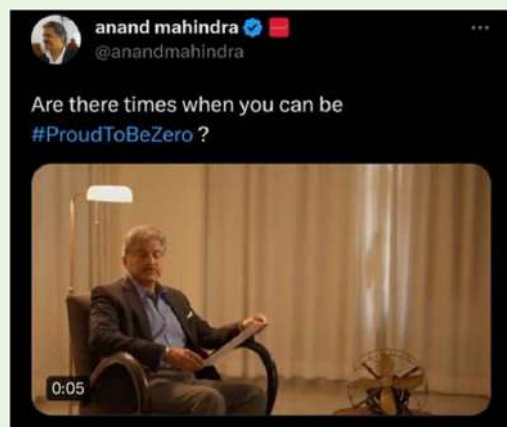 anand mahindra
@anandmahindra
Are there times when you can be
#ProudToBeZero ?
0:05